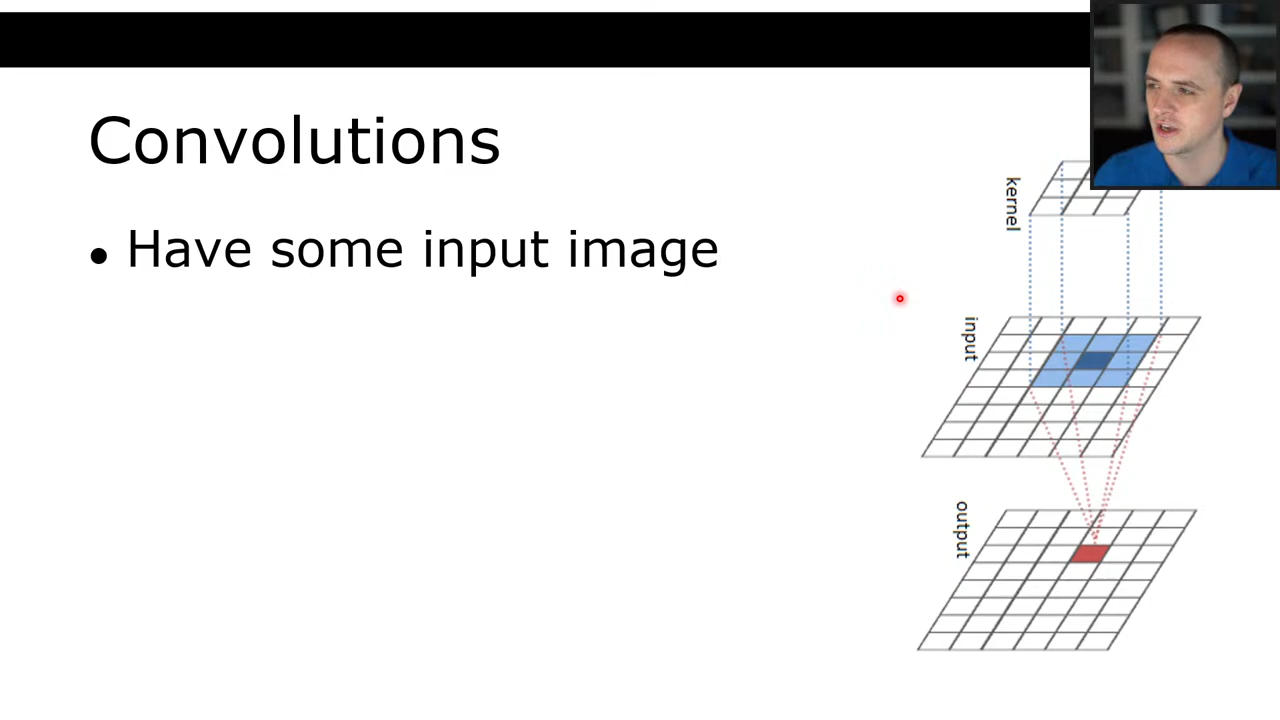 Convolutions
• Have some input image
kernel
input
output